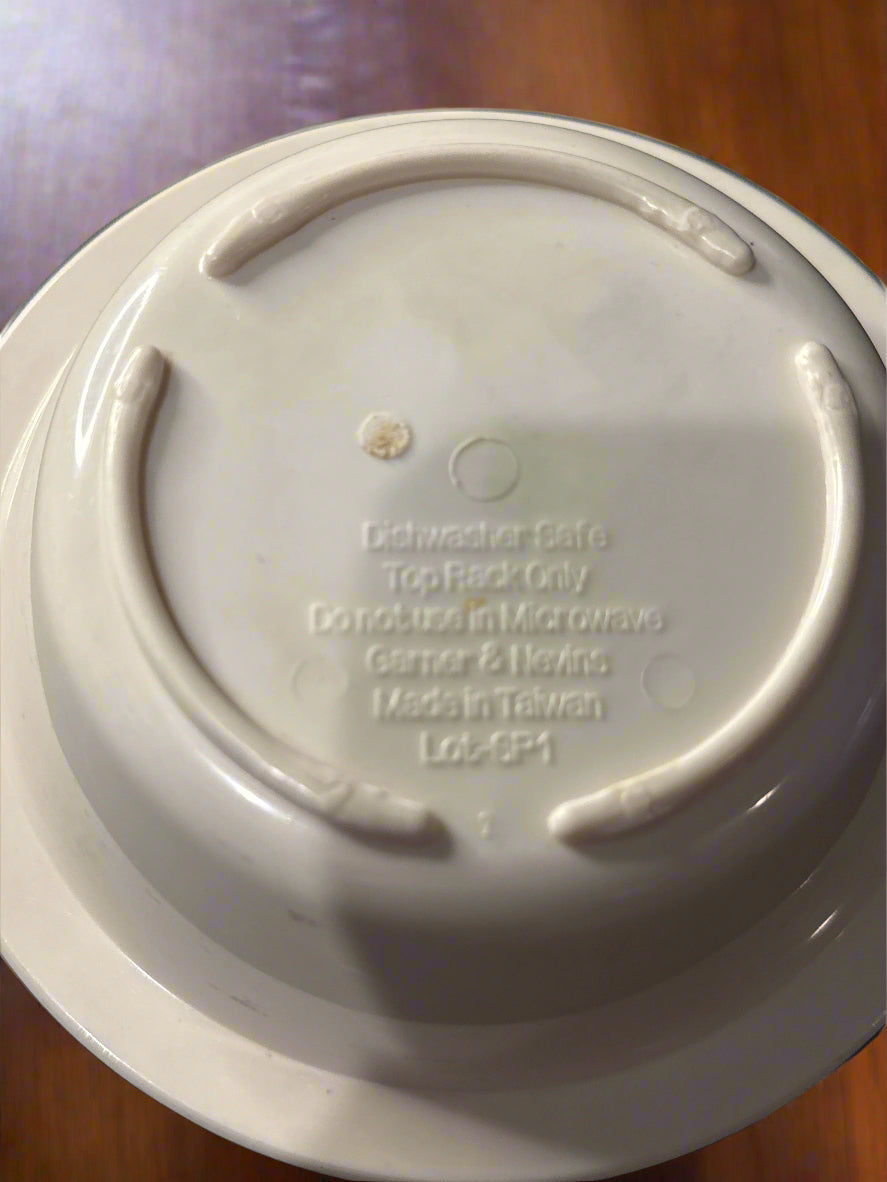 Dishwasher Safe
Top Rack Only
Do not use in Microwave
Garner & Nevins
Made in Taiwan
Lot-SP1